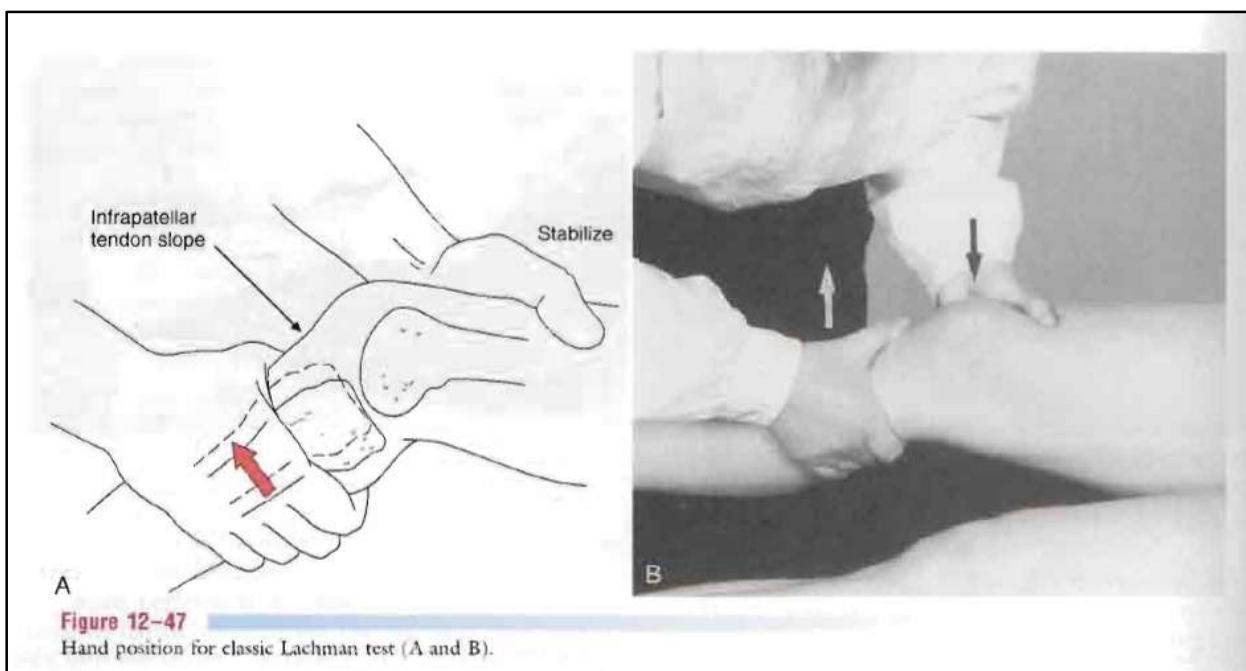 Infrapatellar
tendon slope
Stabilize
A
B
Figure 12–47
Hand position for classic Lachman test (A and B).